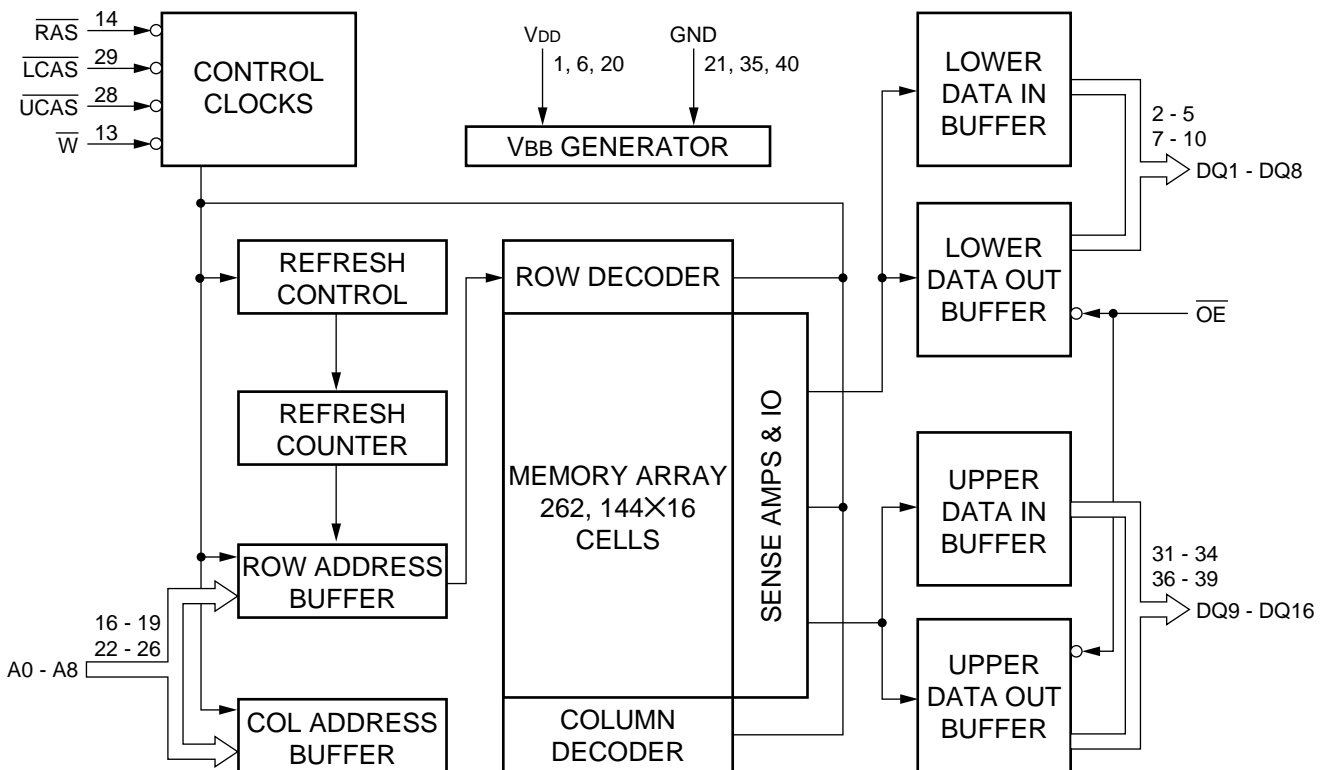 RAS 14
LCAS 29
UCAS 28
W 13
CONTROL
CLOCKS
VDD
1, 6, 20
GND
21, 35, 40
VBB GENERATOR
LOWER
DATA IN
BUFFER
2 - 5
7 - 10
DQ1 - DQ8
LOWER
DATA OUT
BUFFER
OE
REFRESH
CONTROL
ROW DECODER
REFRESH
COUNTER
MEMORY ARRAY
262, 144×16
CELLS
SENSE AMPS & IO
UPPER
DATA IN
BUFFER
31 - 34
36 - 39
DQ9 - DQ16
UPPER
DATA OUT
BUFFER
ROW ADDRESS
BUFFER
16 - 19
22 - 26
A0 - A8
COL ADDRESS
BUFFER
COLUMN
DECODER